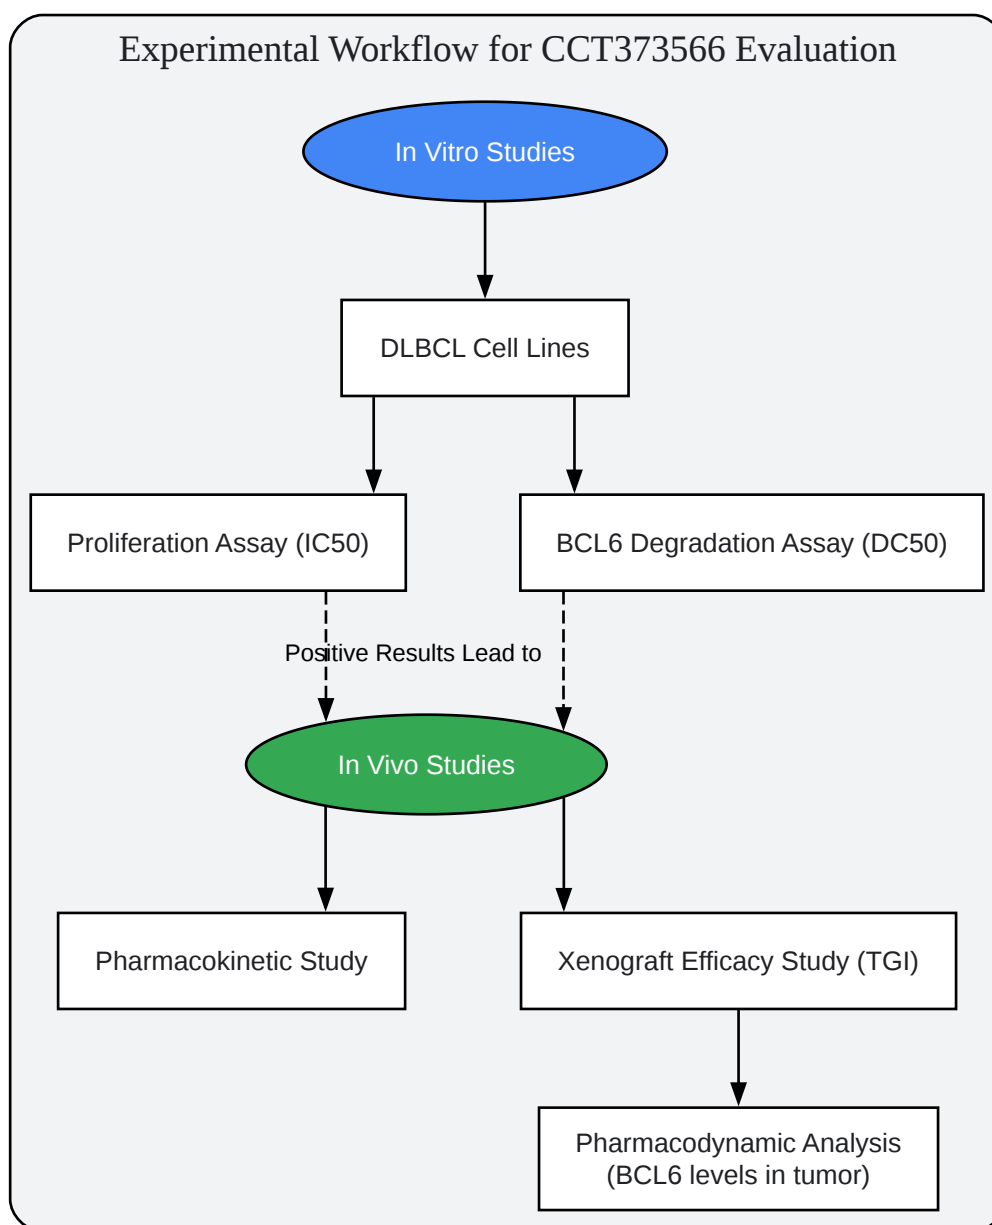 Experimental Workflow for CCT373566 Evaluation
In Vitro Studies
DLBCL Cell Lines
Proliferation Assay (IC50)
BCL6 Degradation Assay (DC50)
Positive Results Lead to
In Vivo Studies
Pharmacokinetic Study
Xenograft Efficacy Study (TGI)
Pharmacodynamic Analysis
(BCL6 levels in tumor)